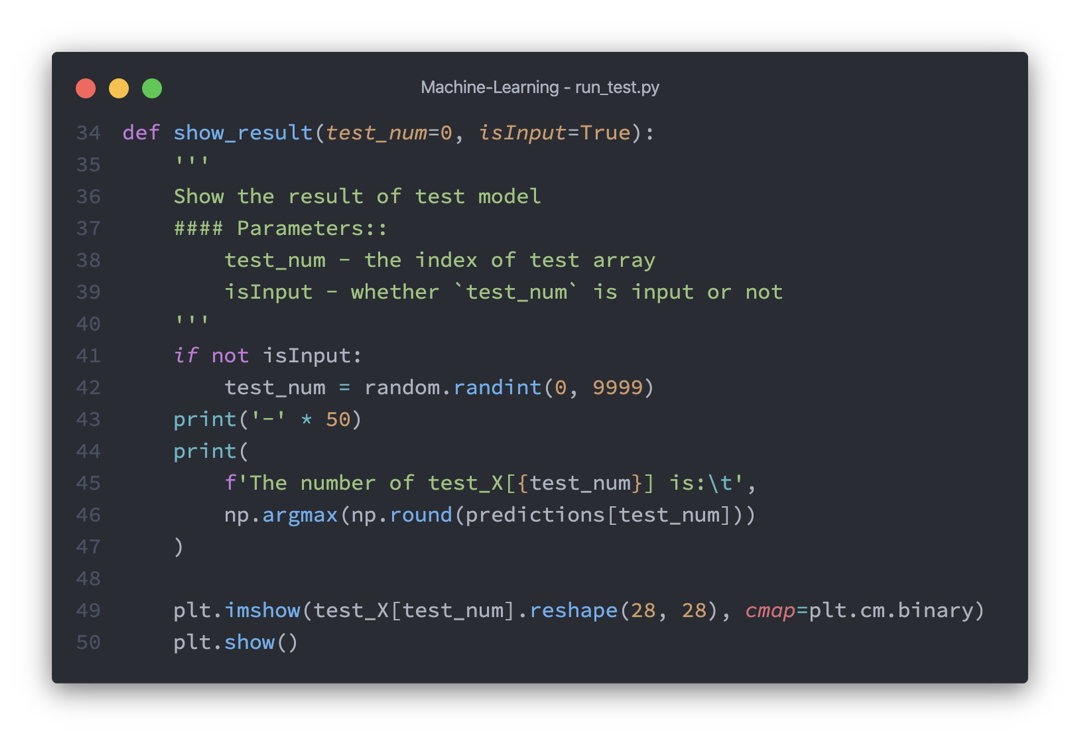 Machine-Learning - run_test.py
34 def show_result(test_num=0, isInput=True):
35     '''
36     Show the result of test model
37     #### Parameters::
38         test_num - the index of test array
39         isInput - whether `test_num` is input or not
40     '''
41     if not isInput:
42         test_num = random.randint(0, 9999)
43     print('-' * 50)
44     print(
45         f'The number of test_X[{test_num}] is:\t',
46         np.argmax(np.round(predictions[test_num]))
47     )
48
49     plt.imshow(test_X[test_num].reshape(28, 28), cmap=plt.cm.binary)
50     plt.show()